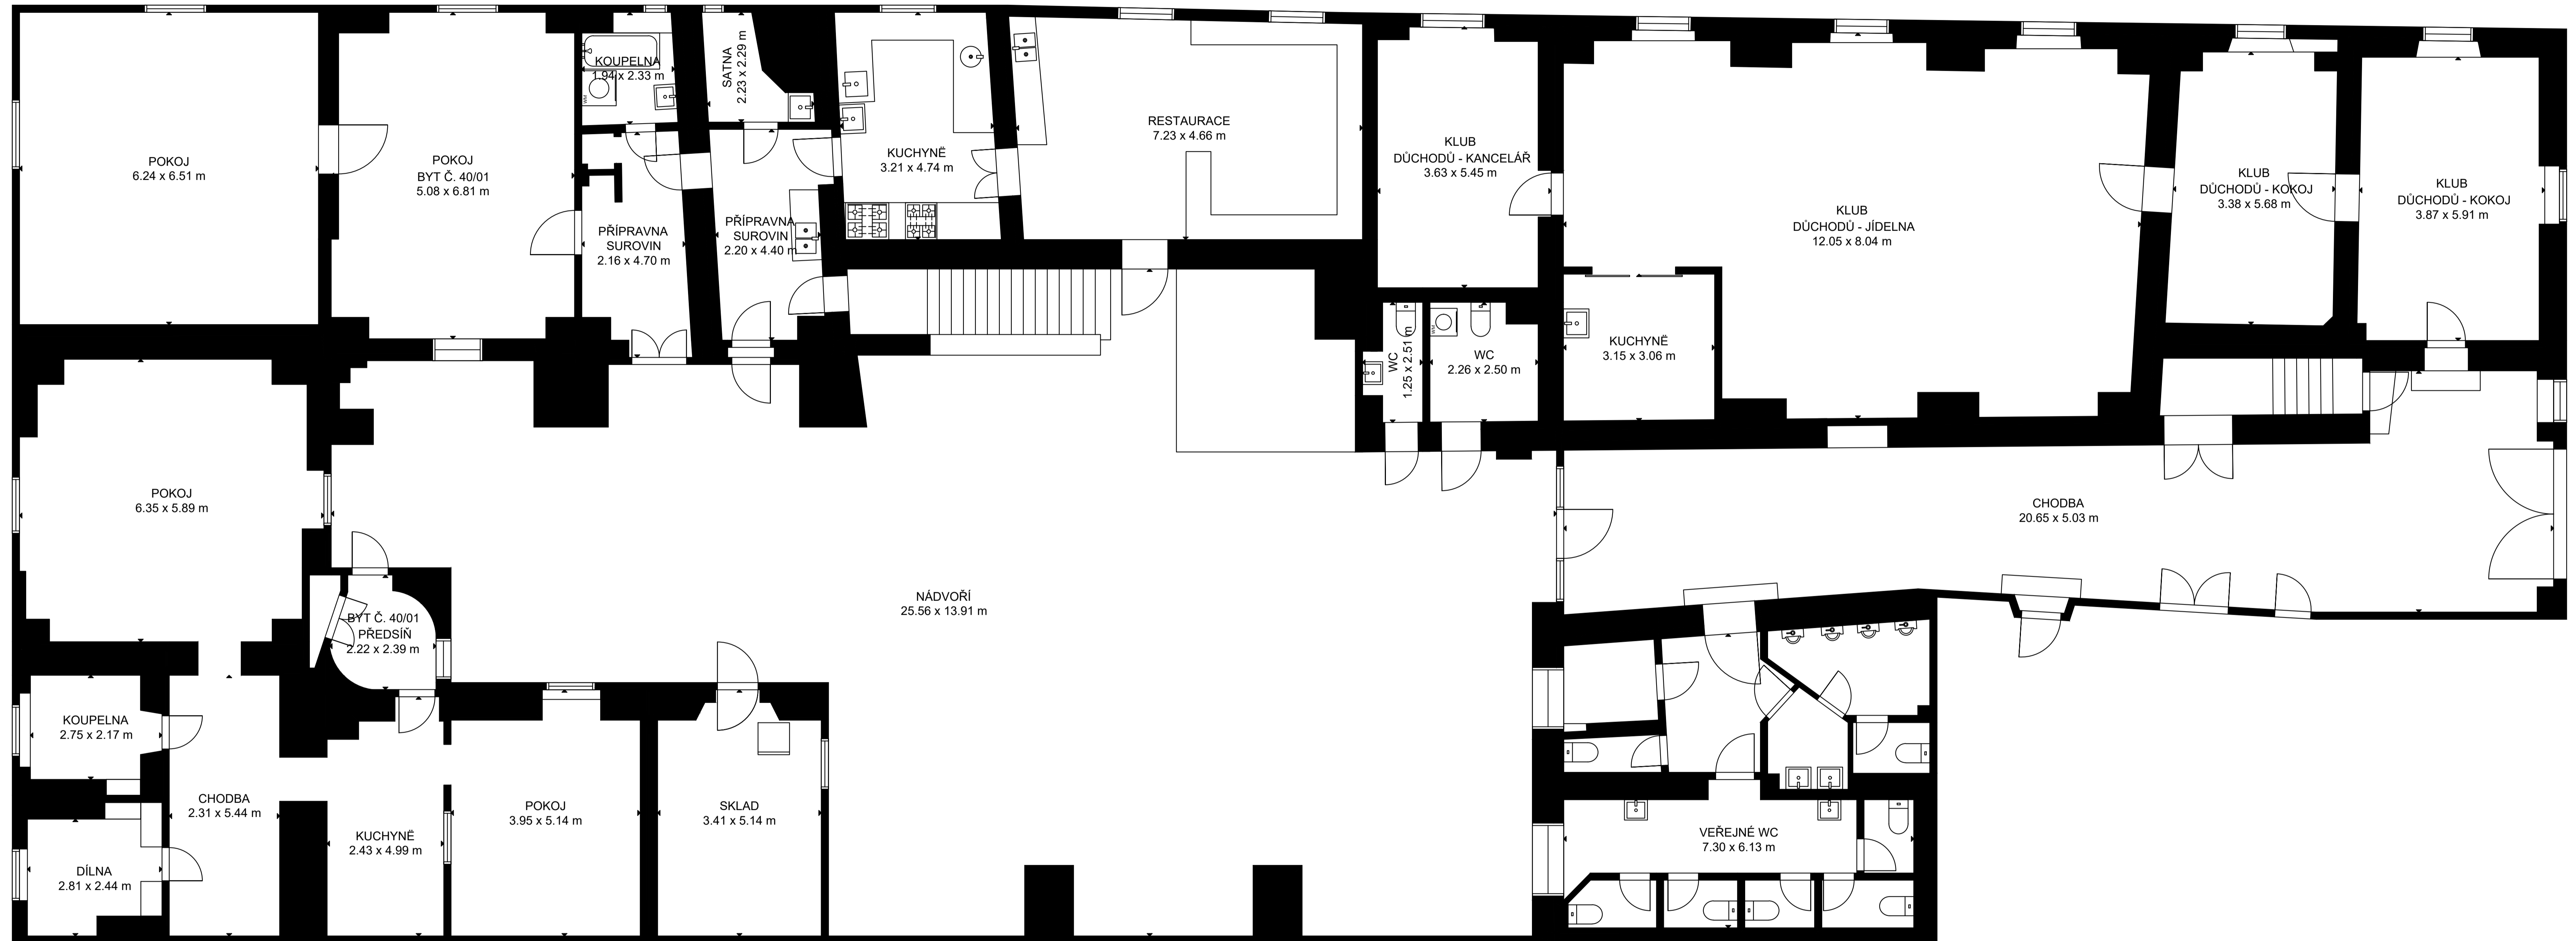 POKOJ
6.24 x 6.51 m
POKOJ
BYT Č. 40/01
5.08 x 6.81 m
KOUPELNA
1.94 x 2.33 m
WM
SATNA
2.23 x 2.29 m
PŘÍPRAVNA
SUROVIN
2.16 x 4.70 m
PŘÍPRAVNA
SUROVIN
2.20 x 4.40 m
KUCHYNĚ
3.21 x 4.74 m
RESTAURACE
7.23 x 4.66 m
KLUB
DŮCHODŮ - KANCELÁŘ
3.63 x 5.45 m
KLUB
DŮCHODŮ - JÍDELNA
12.05 x 8.04 m
KLUB
DŮCHODŮ - KOKOJ
3.38 x 5.68 m
KLUB
DŮCHODŮ - KOKOJ
3.87 x 5.91 m
WC
1.25 x 2.51 m
WM
WC
2.26 x 2.50 m
KUCHYNĚ
3.15 x 3.06 m
POKOJ
6.35 x 5.89 m
CHODBA
20.65 x 5.03 m
NÁDVOŘÍ
25.56 x 13.91 m
BYT Č. 40/01
PŘEDSÍŇ
2.22 x 2.39 m
KOUPELNA
2.75 x 2.17 m
CHODBA
2.31 x 5.44 m
DÍLNA
2.81 x 2.44 m
KUCHYNĚ
2.43 x 4.99 m
POKOJ
3.95 x 5.14 m
SKLAD
3.41 x 5.14 m
VEŘEJNÉ WC
7.30 x 6.13 m